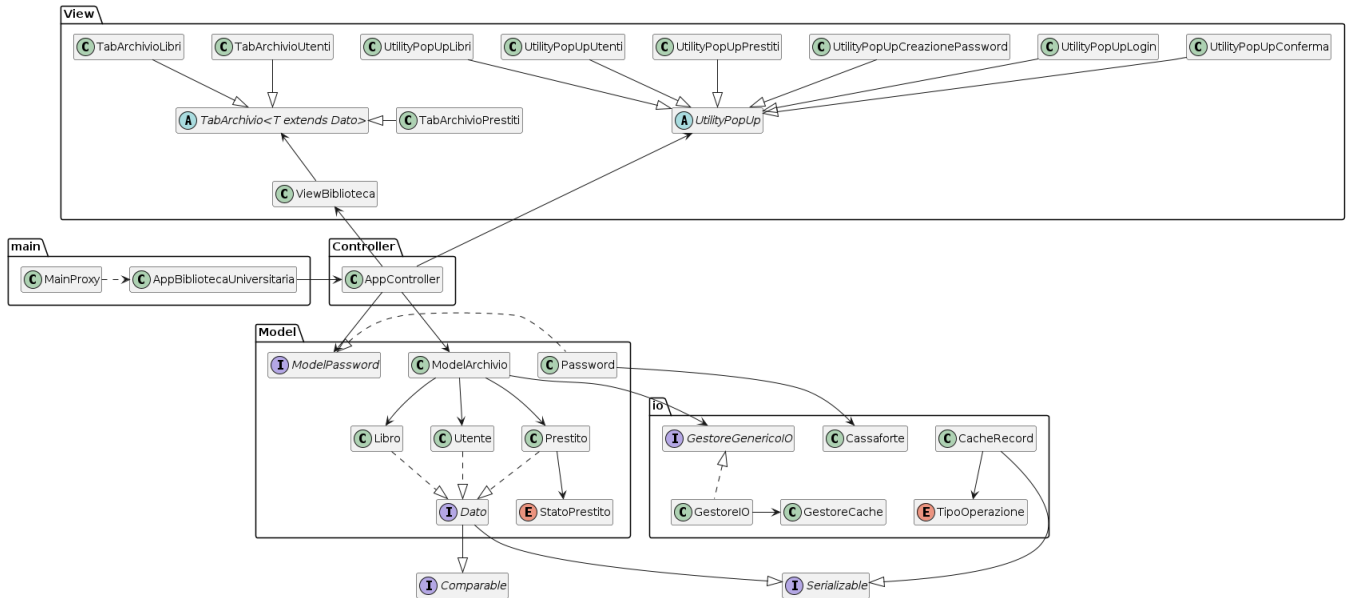 View
C TabArchivioLibri
C TabArchivioUtenti
C UtilityPopUpLibri
C UtilityPopUpUtenti
C UtilityPopUpPrestiti
C UtilityPopUpCreazionePassword
C UtilityPopUpLogin
C UtilityPopUpConferma
A TabArchivio<T extends Dato>
C TabArchivioPrestiti
A UtilityPopUp
C ViewBiblioteca
main
Controller
C MainProxy
C AppBibliotecaUniversitaria
C AppController
Model
I ModelPassword
C ModelArchivio
C Password
io
C Libro
C Utente
C Prestito
I GestoreGenericoIO
C Cassaforte
C CacheRecord
I Dato
E StatoPrestito
C GestoreIO
C GestoreCache
E TipoOperazione
I Comparable
I Serializable